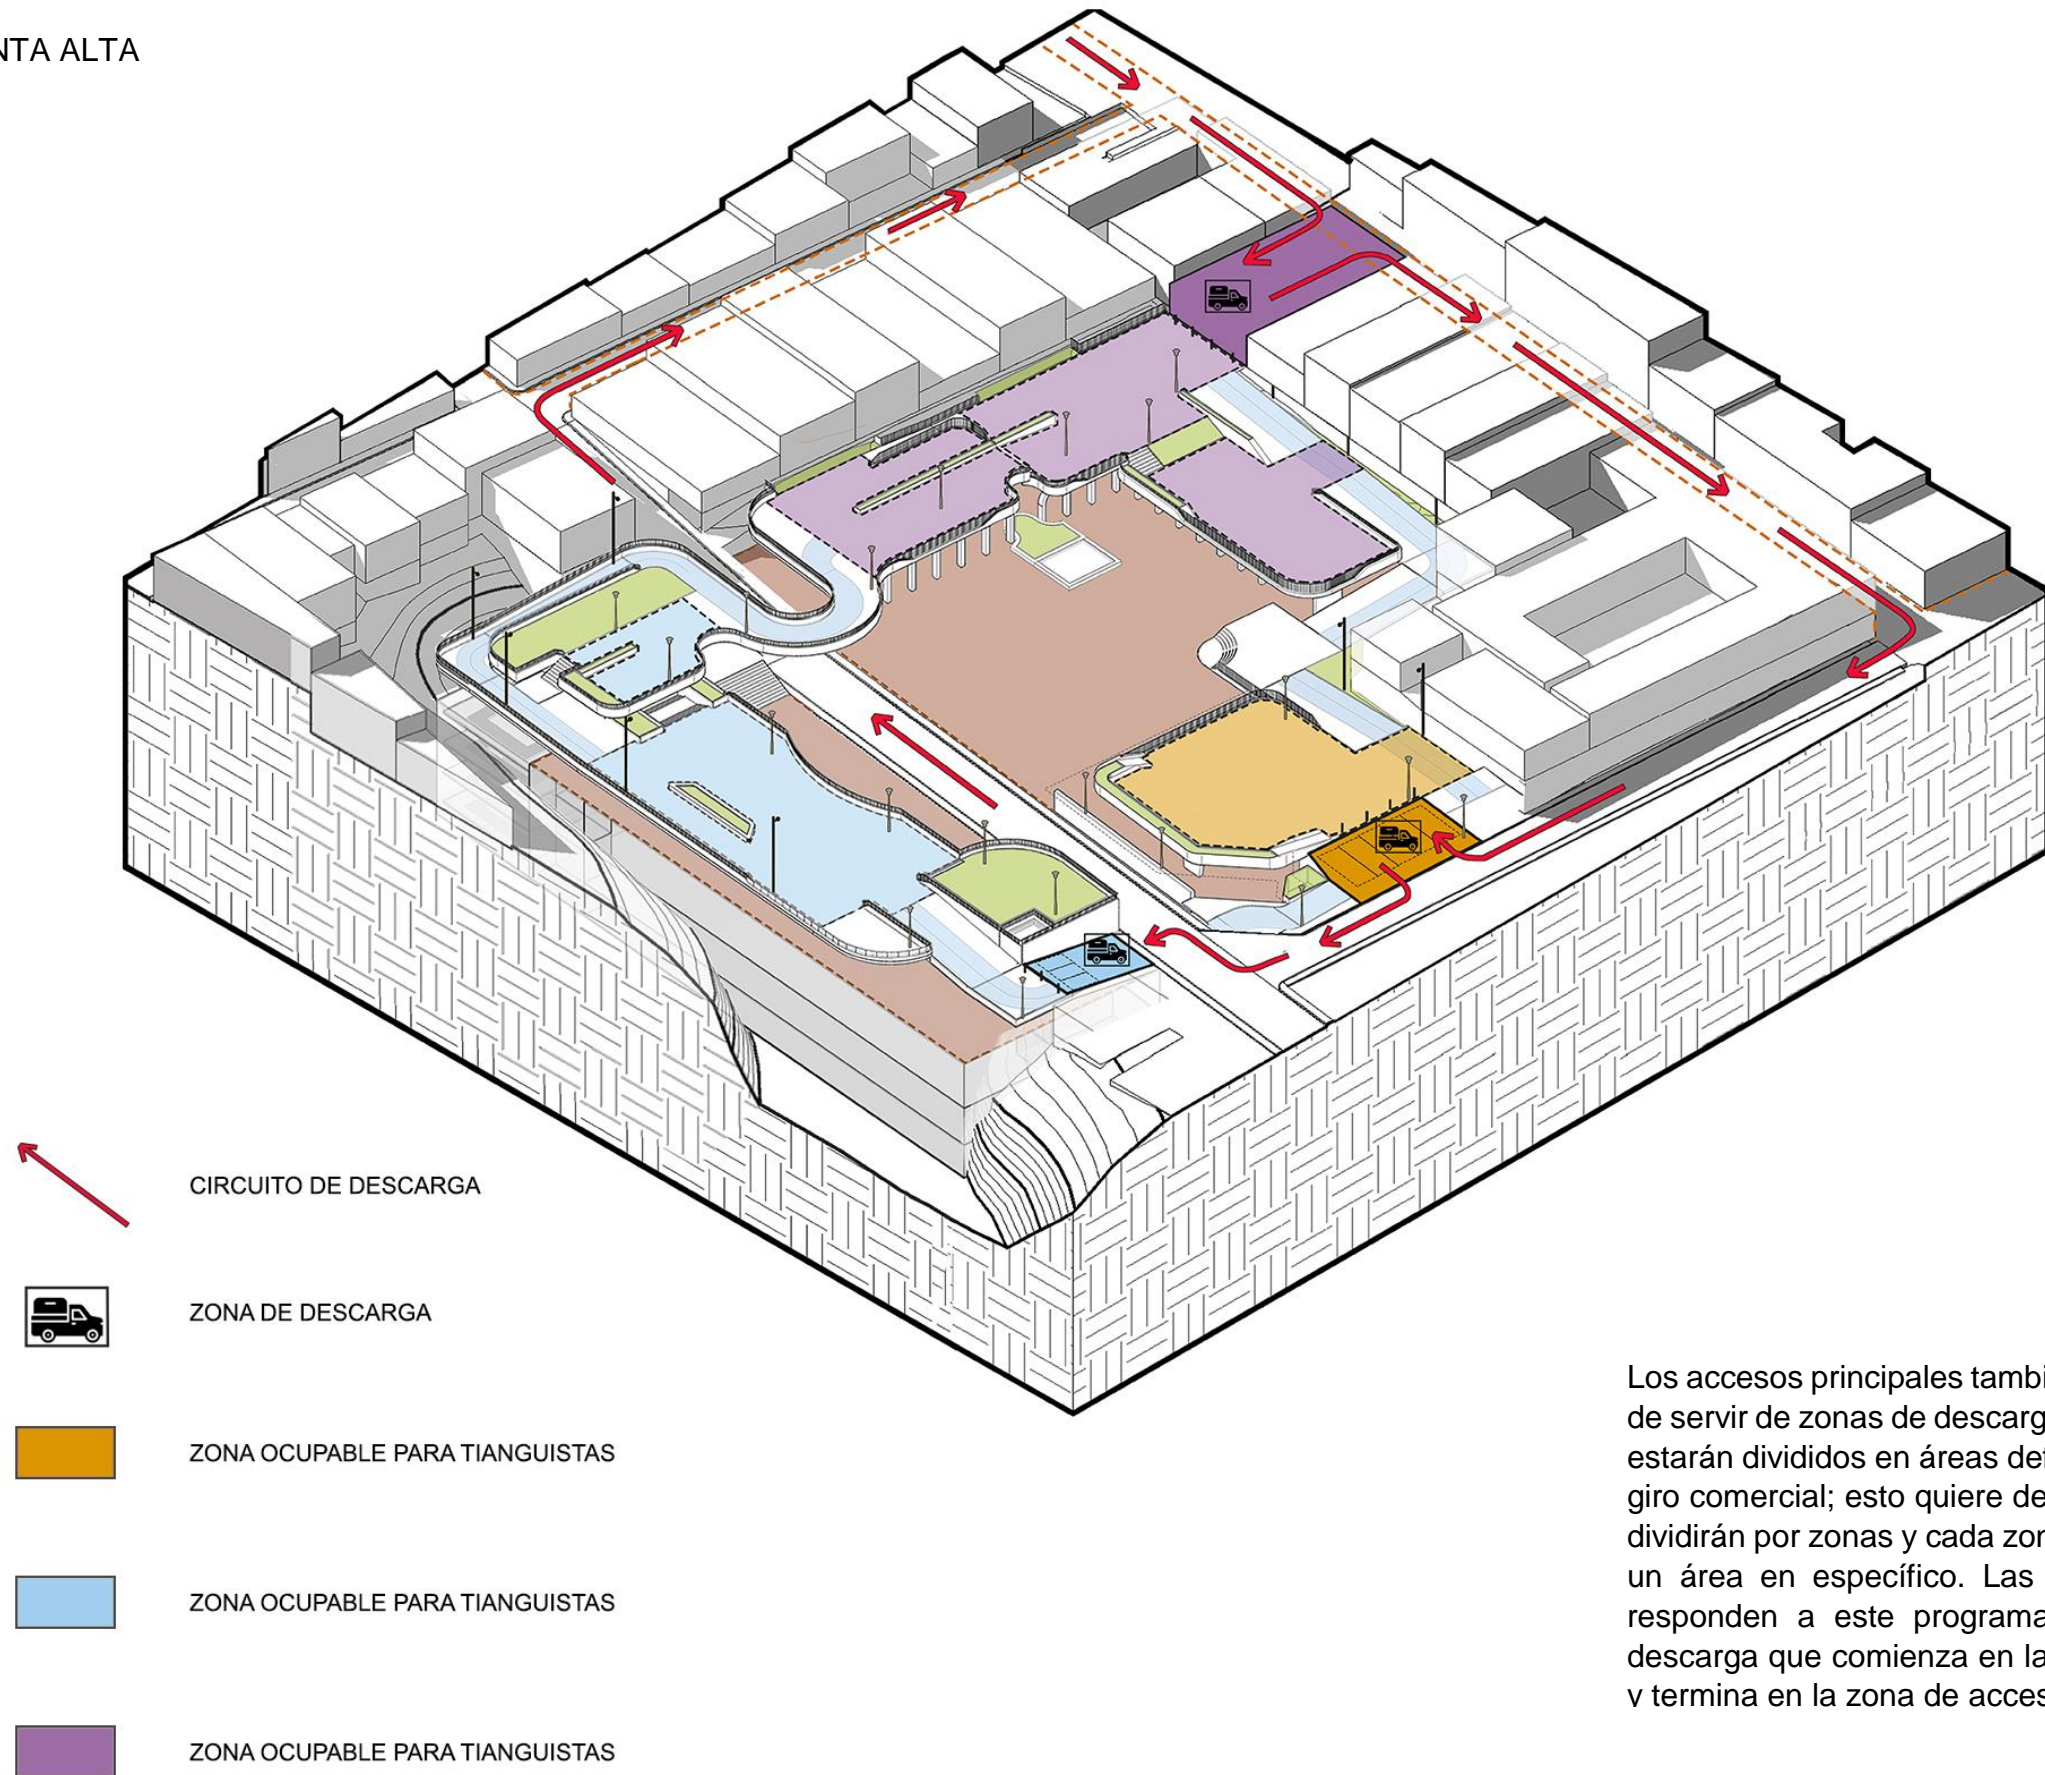 NTA ALTA
CIRCUITO DE DESCARGA
ZONA DE DESCARGA
ZONA OCUPABLE PARA TIANGUISTAS
ZONA OCUPABLE PARA TIANGUISTAS
ZONA OCUPABLE PARA TIANGUISTAS
Los accesos principales tambi
de servir de zonas de descarg
estarán divididos en áreas def
giro comercial; esto quiere de
dividirán por zonas y cada zon
un área en específico. Las
responden a este programa
descarga que comienza en la
y termina en la zona de acces